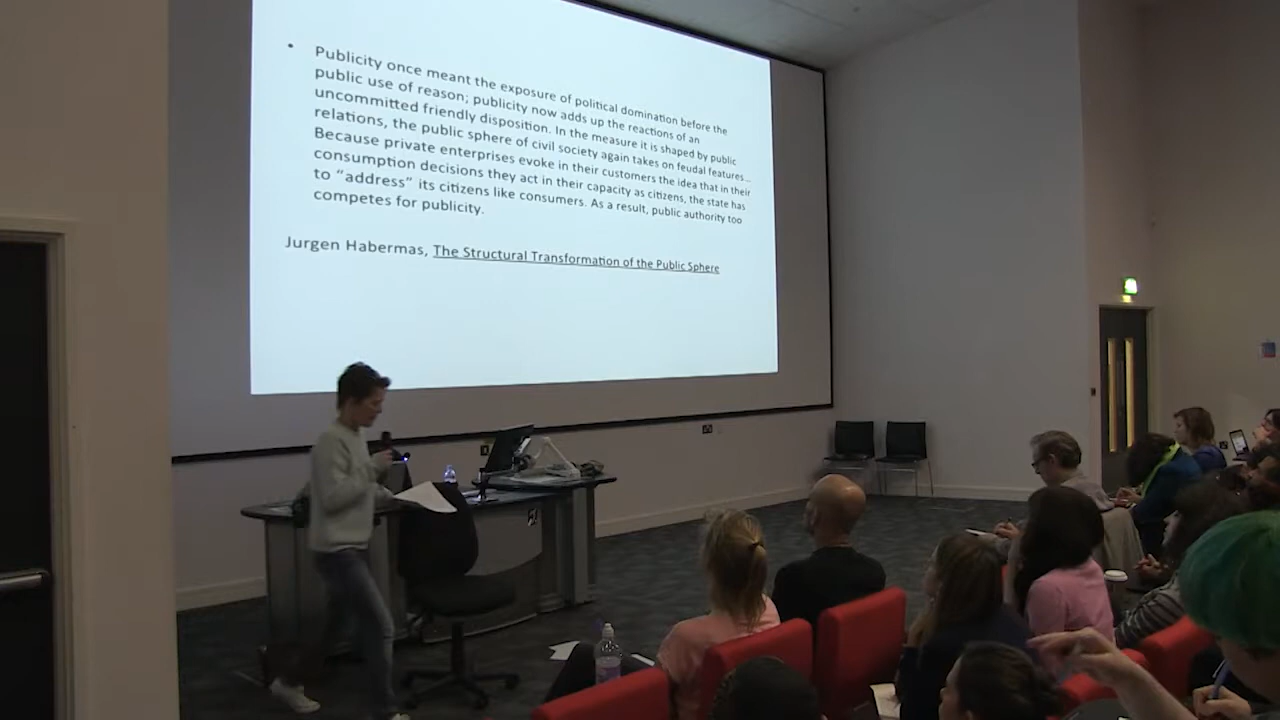 • Publicity once meant the exposure of political domination before the
public use of reason; publicity now adds up the reactions of an
uncommitted friendly disposition. In the measure it is shaped by public
relations, the public sphere of civil society again takes on feudal features…
Because private enterprises evoke in their customers the idea that in their
consumption decisions they act in their capacity as citizens, the state has
to “address” its citizens like consumers. As a result, public authority too
competes for publicity.
Jurgen Habermas, The Structural Transformation of the Public Sphere